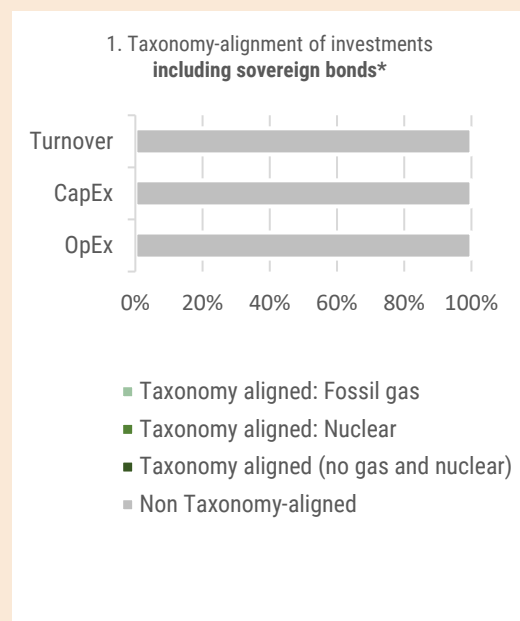 1. Taxonomy-alignment of investments
including sovereign bonds*
Turnover
CapEx
OpEx
0% 20% 40% 60% 80% 100%
Taxonomy aligned: Fossil gas
Taxonomy aligned: Nuclear
Taxonomy aligned (no gas and nuclear)
Non Taxonomy-aligned